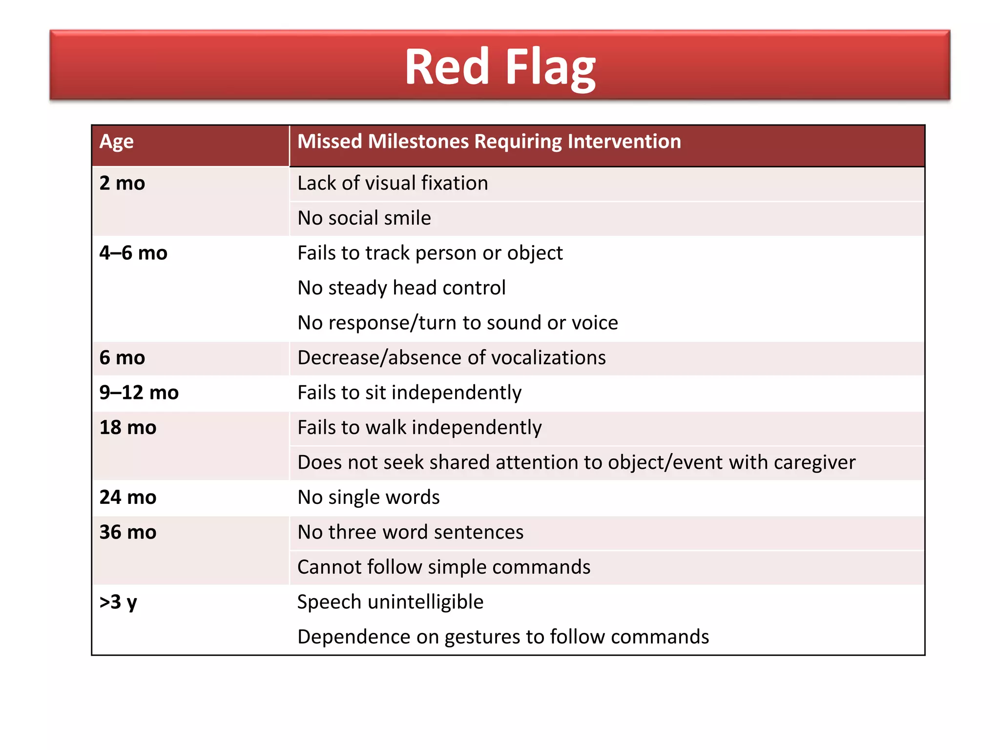 Red Flag
Age Missed Milestones Requiring Intervention
2 mo Lack of visual fixation
No social smile
4–6 mo Fails to track person or object
No steady head control
No response/turn to sound or voice
6 mo Decrease/absence of vocalizations
9–12 mo Fails to sit independently
18 mo Fails to walk independently
Does not seek shared attention to object/event with caregiver
24 mo No single words
36 mo No three word sentences
Cannot follow simple commands
>3 y Speech unintelligible
Dependence on gestures to follow commands